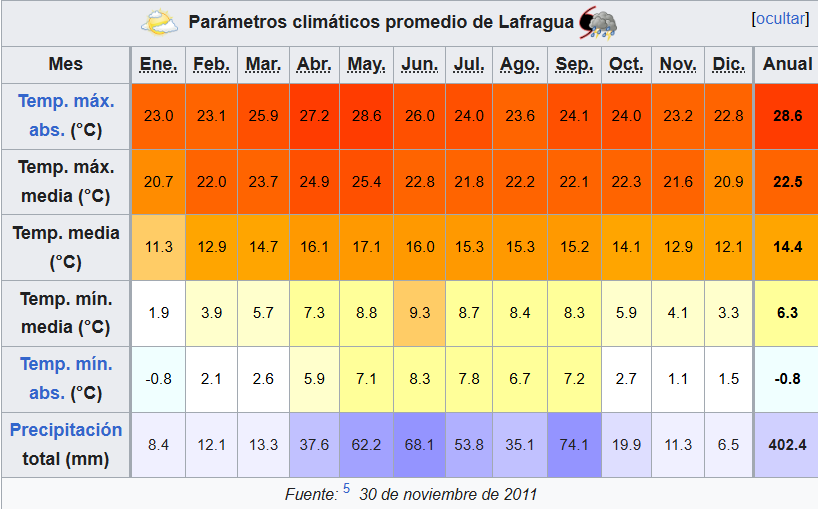 Parámetros climáticos promedio de Lafragua [ocultar]
Mes Ene. Feb. Mar. Abr. May. Jun. Jul. Ago. Sep. Oct. Nov. Dic. Anual
Temp. máx.
abs. (°C) 23.0 23.1 25.9 27.2 28.6 26.0 24.0 23.6 24.1 24.0 23.2 22.8 28.6
Temp. máx.
media (°C) 20.7 22.0 23.7 24.9 25.4 22.8 21.8 22.2 22.1 22.3 21.6 20.9 22.5
Temp. media
(°C) 11.3 12.9 14.7 16.1 17.1 16.0 15.3 15.3 15.2 14.1 12.9 12.1 14.4
Temp. mín.
media (°C) 1.9 3.9 5.7 7.3 8.8 9.3 8.7 8.4 8.3 5.9 4.1 3.3 6.3
Temp. mín.
abs. (°C) -0.8 2.1 2.6 5.9 7.1 8.3 7.8 6.7 7.2 2.7 1.1 1.5 -0.8
Precipitación
total (mm) 8.4 12.1 13.3 37.6 62.2 68.1 53.8 35.1 74.1 19.9 11.3 6.5 402.4
Fuente: 5 30 de noviembre de 2011